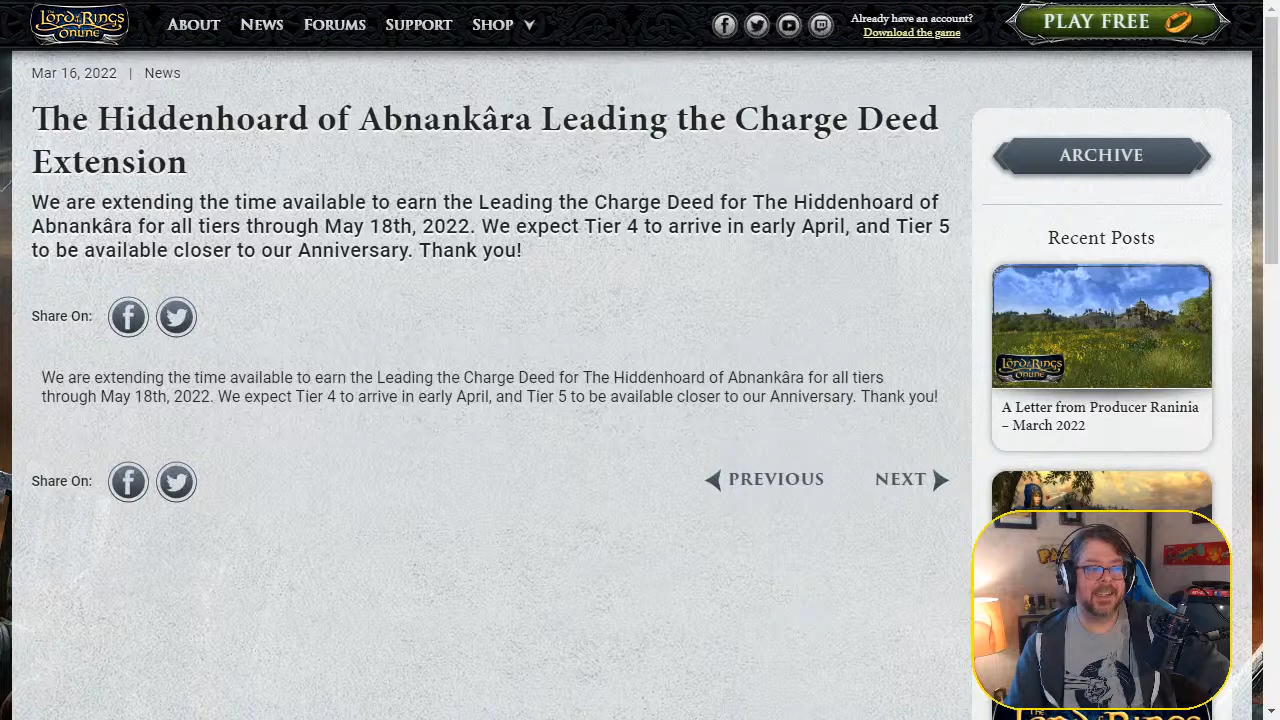 The Lord of the Rings Online
ABOUT NEWS FORUMS SUPPORT SHOP
Already have an account?
Download the game
PLAY FREE
Mar 16, 2022 | News
The Hiddenhoard of Abnankâra Leading the Charge Deed
Extension
We are extending the time available to earn the Leading the Charge Deed for The Hiddenhoard of
Abnankâra for all tiers through May 18th, 2022. We expect Tier 4 to arrive in early April, and Tier 5
to be available closer to our Anniversary. Thank you!
Share On:
We are extending the time available to earn the Leading the Charge Deed for The Hiddenhoard of Abnankâra for all tiers
through May 18th, 2022. We expect Tier 4 to arrive in early April, and Tier 5 to be available closer to our Anniversary. Thank you!
Share On:
PREVIOUS NEXT
ARCHIVE
Recent Posts
The Lord of the Rings Online
A Letter from Producer Raninia
– March 2022